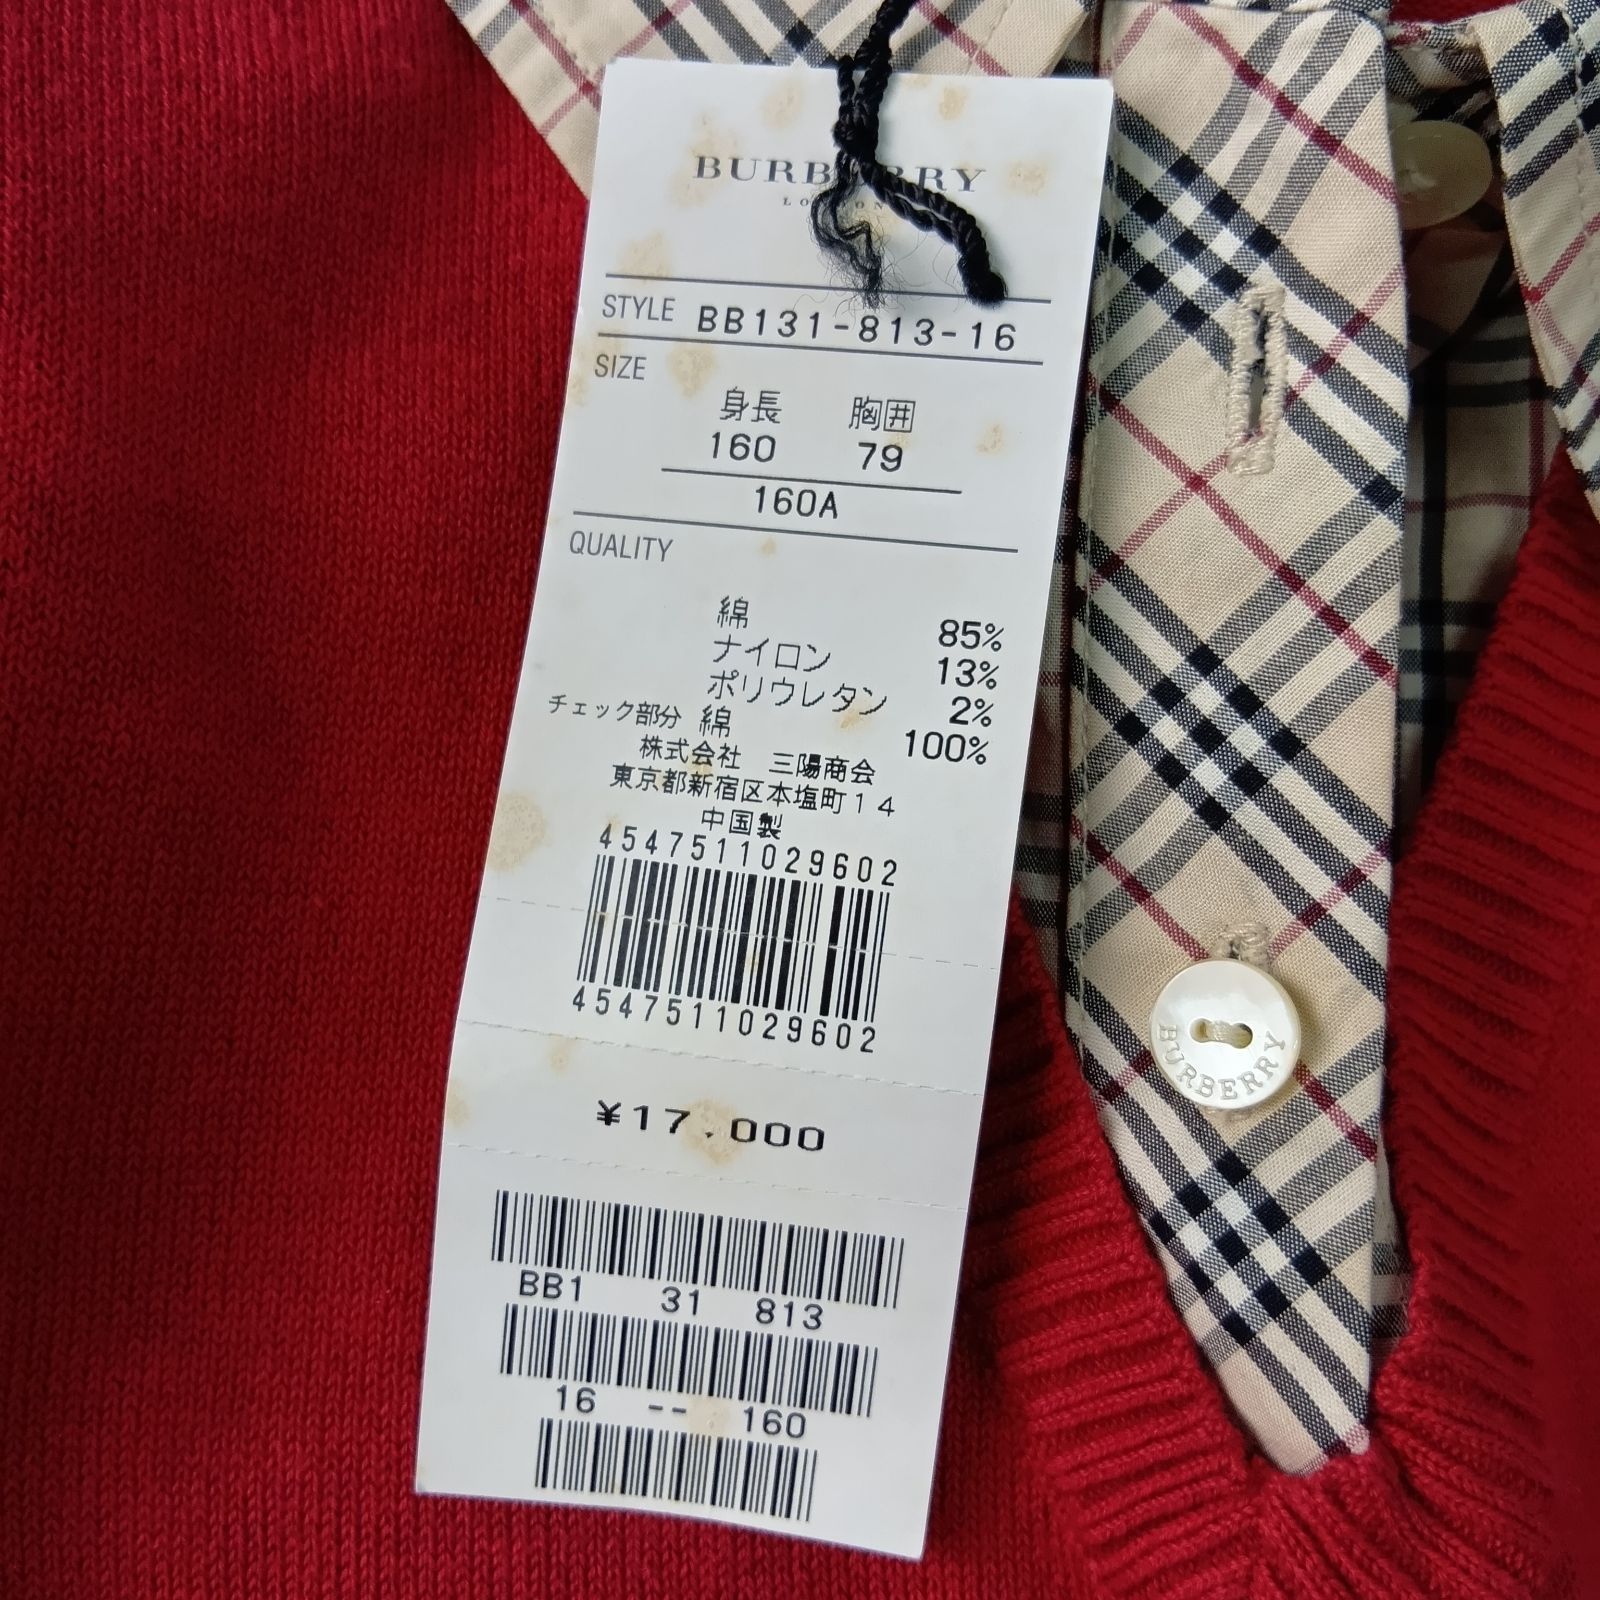 BURBERRY
LONDON
STYLE BB131-813-16
SIZE
身長 胸囲
160 79
160A
QUALITY
綿 85%
ナイロン 13%
ポリウレタン 2%
チェック部分 綿 100%
株式会社 三陽商会
東京都新宿区本塩町14
中国製
4547511029602
4547511029602
¥17,000
BB1 31 813
16 -- 160
BURBERRY